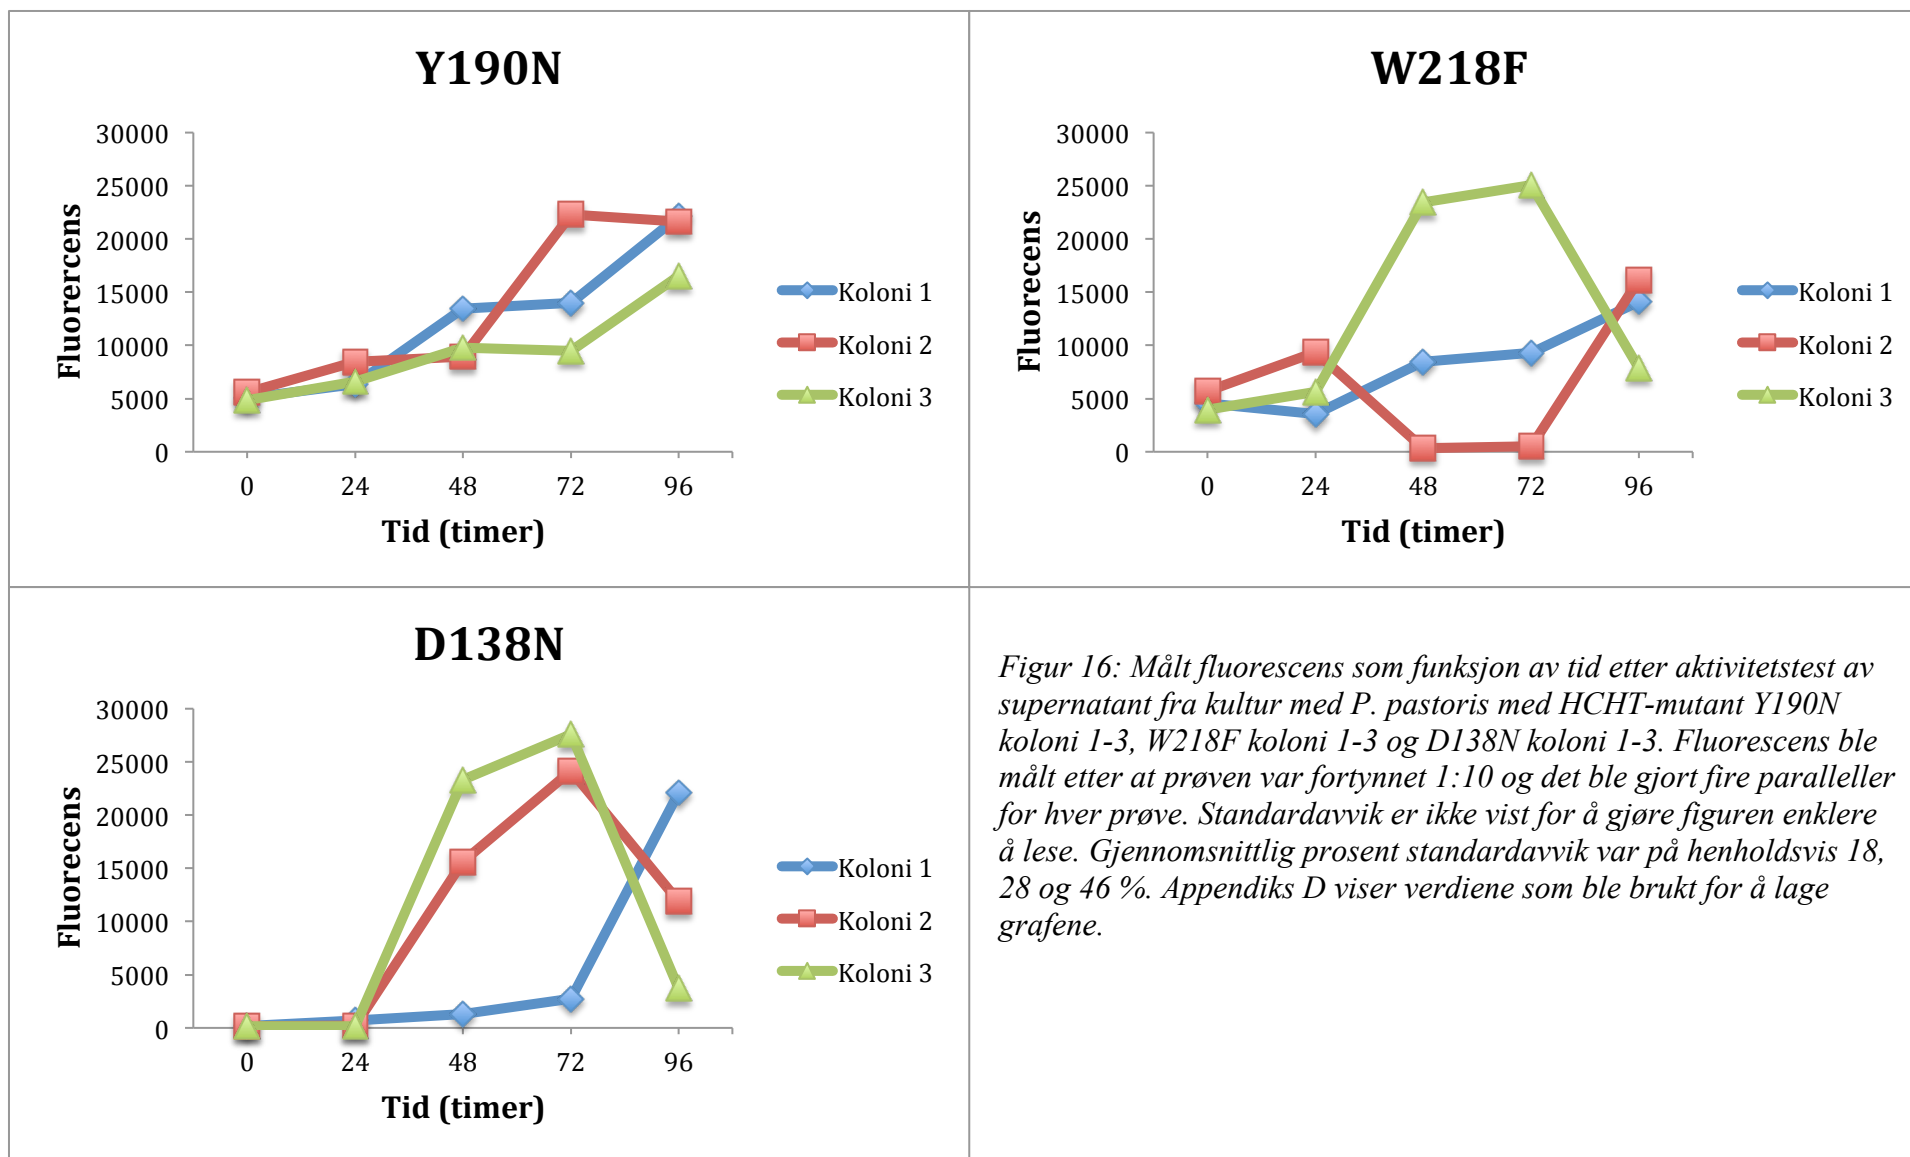 Y190N
30000
25000
20000
15000
10000
5000
0
0 24 48 72 96
Fluorercens
Tid (timer)
Koloni 1
Koloni 2
Koloni 3
W218F
30000
25000
20000
15000
10000
5000
0
0 24 48 72 96
Fluorecens
Tid (timer)
Koloni 1
Koloni 2
Koloni 3
D138N
30000
25000
20000
15000
10000
5000
0
0 24 48 72 96
Fluorecens
Tid (timer)
Koloni 1
Koloni 2
Koloni 3
Figur 16: Målt fluorescens som funksjon av tid etter aktivitetstest av
supernatant fra kultur med P. pastoris med HCHT-mutant Y190N
koloni 1-3, W218F koloni 1-3 og D138N koloni 1-3. Fluorescens ble
målt etter at prøven var fortynnet 1:10 og det ble gjort fire paralleller
for hver prøve. Standardavvik er ikke vist for å gjøre figuren enklere
å lese. Gjennomsnittlig prosent standardavvik var på henholdsvis 18,
28 og 46 %. Appendiks D viser verdiene som ble brukt for å lage
grafene.